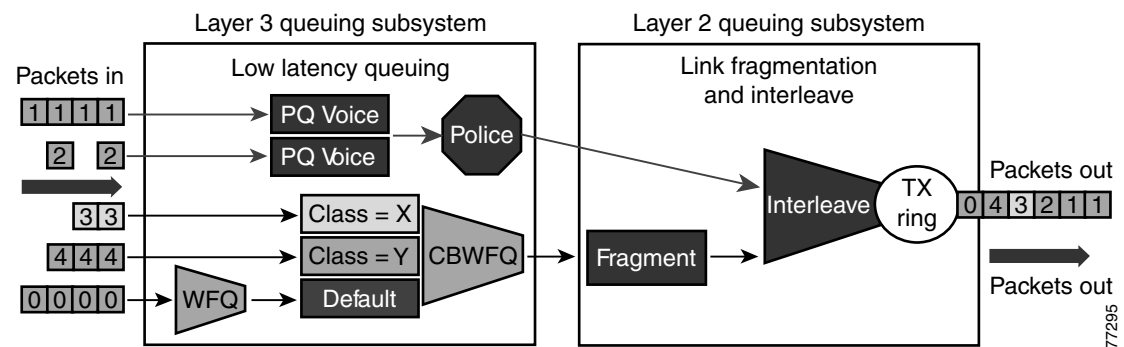 Layer 3 queuing subsystem
Layer 2 queuing subsystem
Packets in
Low latency queuing
Link fragmentation
and interleave
1 1 1 1
PQ Voice
2 2
PQ Voice
Police
3 3
Class = X
4 4 4
Class = Y
CBWFQ
0 0 0 0
WFQ
Default
Fragment
Interleave
TX
ring
Packets out
0 4 3 2 1 1
Packets out
77295